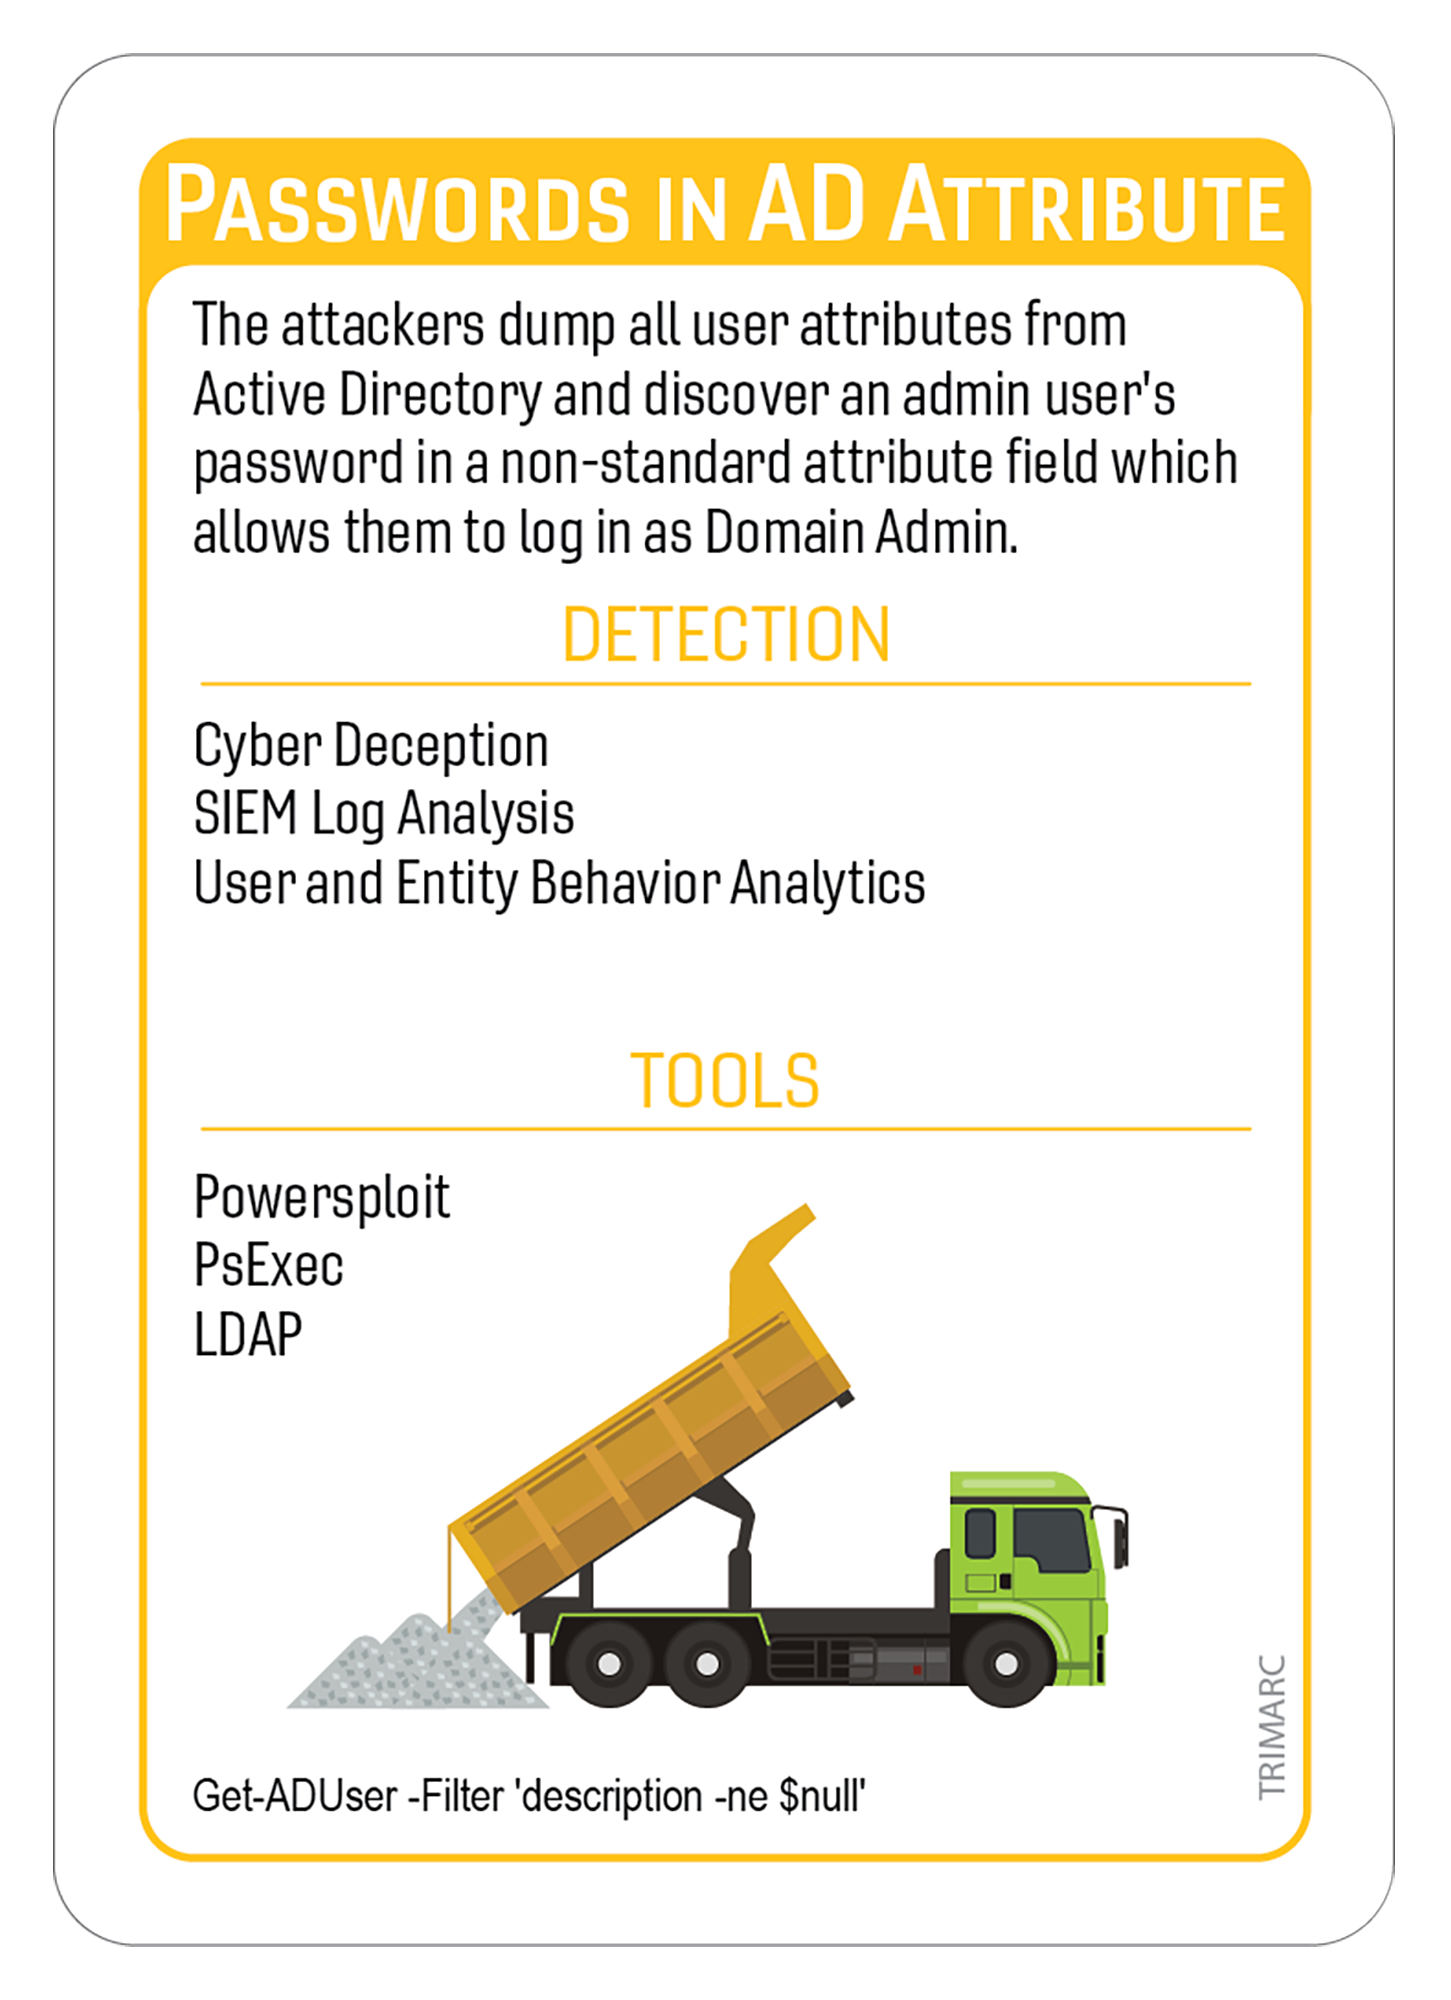 PASSWORDS IN AD ATTRIBUTE
The attackers dump all user attributes from
Active Directory and discover an admin user's
password in a non-standard attribute field which
allows them to log in as Domain Admin.
DETECTION
Cyber Deception
SIEM Log Analysis
User and Entity Behavior Analytics
TOOLS
Powersploit
PsExec
LDAP
TRIMARC
Get-ADUser -Filter 'description -ne $null'